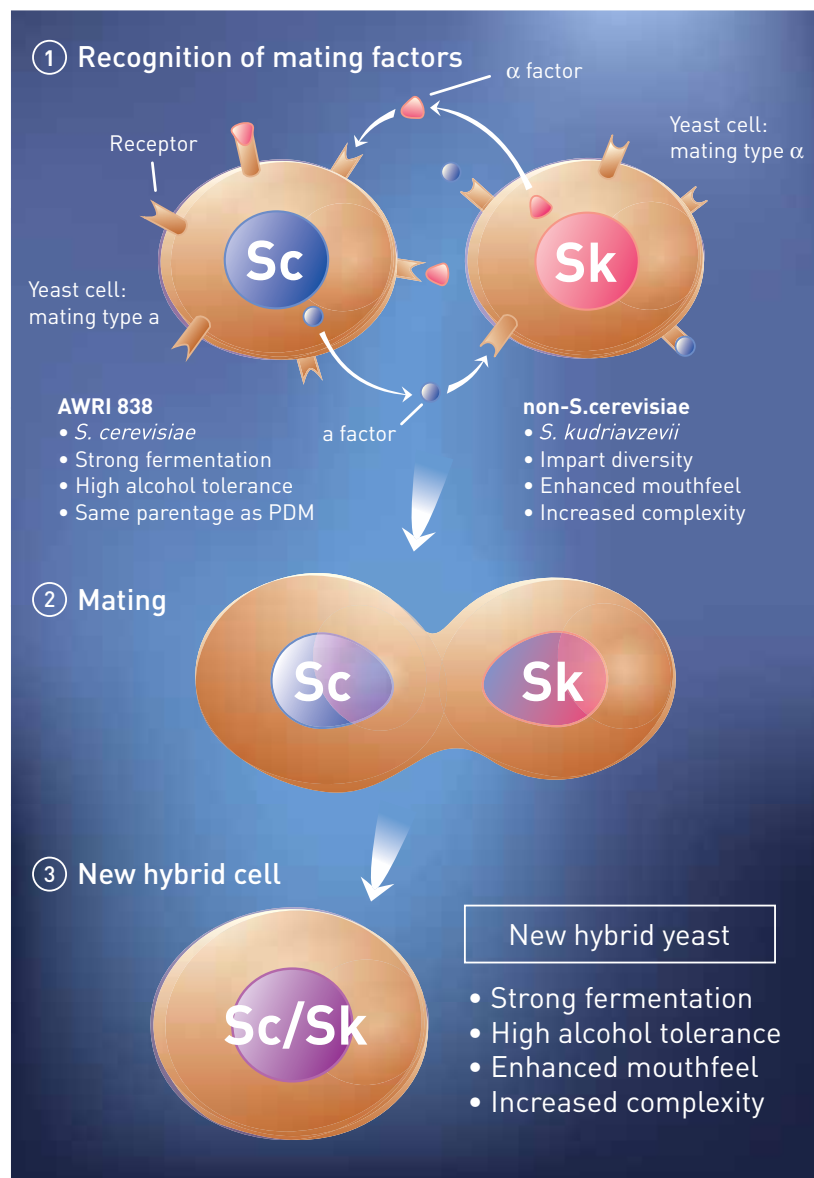 1 Recognition of mating factors
α factor
Receptor
Yeast cell:
mating type α
Sc
Sk
Yeast cell:
mating type a
a factor
AWRI 838
• S. cerevisiae
• Strong fermentation
• High alcohol tolerance
• Same parentage as PDM
non-S.cerevisiae
• S. kudriavzevii
• Impart diversity
• Enhanced mouthfeel
• Increased complexity
2 Mating
Sc
Sk
3 New hybrid cell
Sc/Sk
New hybrid yeast
• Strong fermentation
• High alcohol tolerance
• Enhanced mouthfeel
• Increased complexity